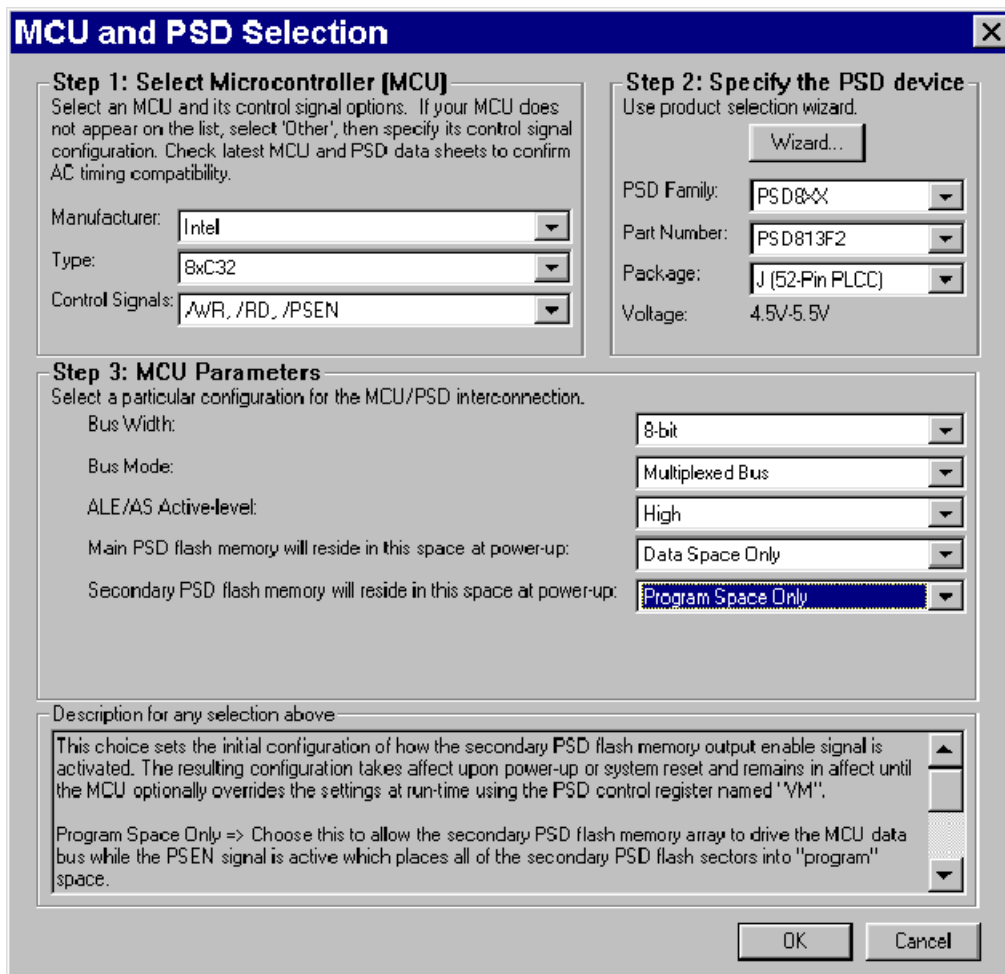 MCU and PSD Selection
Step 1: Select Microcontroller (MCU)
Select an MCU and its control signal options. If your MCU does
not appear on the list, select 'Other', then specify its control signal
configuration. Check latest MCU and PSD data sheets to confirm
AC timing compatibility.
Manufacturer: Intel
Type: 8xC32
Control Signals: /WR, /RD, /PSEN
Step 2: Specify the PSD device
Use product selection wizard.
Wizard...
PSD Family: PSD8XX
Part Number: PSD813F2
Package: J (52-Pin PLCC)
Voltage: 4.5V-5.5V
Step 3: MCU Parameters
Select a particular configuration for the MCU/PSD interconnection.
Bus Width: 8-bit
Bus Mode: Multiplexed Bus
ALE/AS Active-level: High
Main PSD flash memory will reside in this space at power-up: Data Space Only
Secondary PSD flash memory will reside in this space at power-up: Program Space Only
Description for any selection above
This choice sets the initial configuration of how the secondary PSD flash memory output enable signal is
activated. The resulting configuration takes affect upon power-up or system reset and remains in affect until
the MCU optionally overrides the settings at run-time using the PSD control register named "VM".
Program Space Only => Choose this to allow the secondary PSD flash memory array to drive the MCU data
bus while the PSEN signal is active which places all of the secondary PSD flash sectors into "program"
space.
OK
Cancel